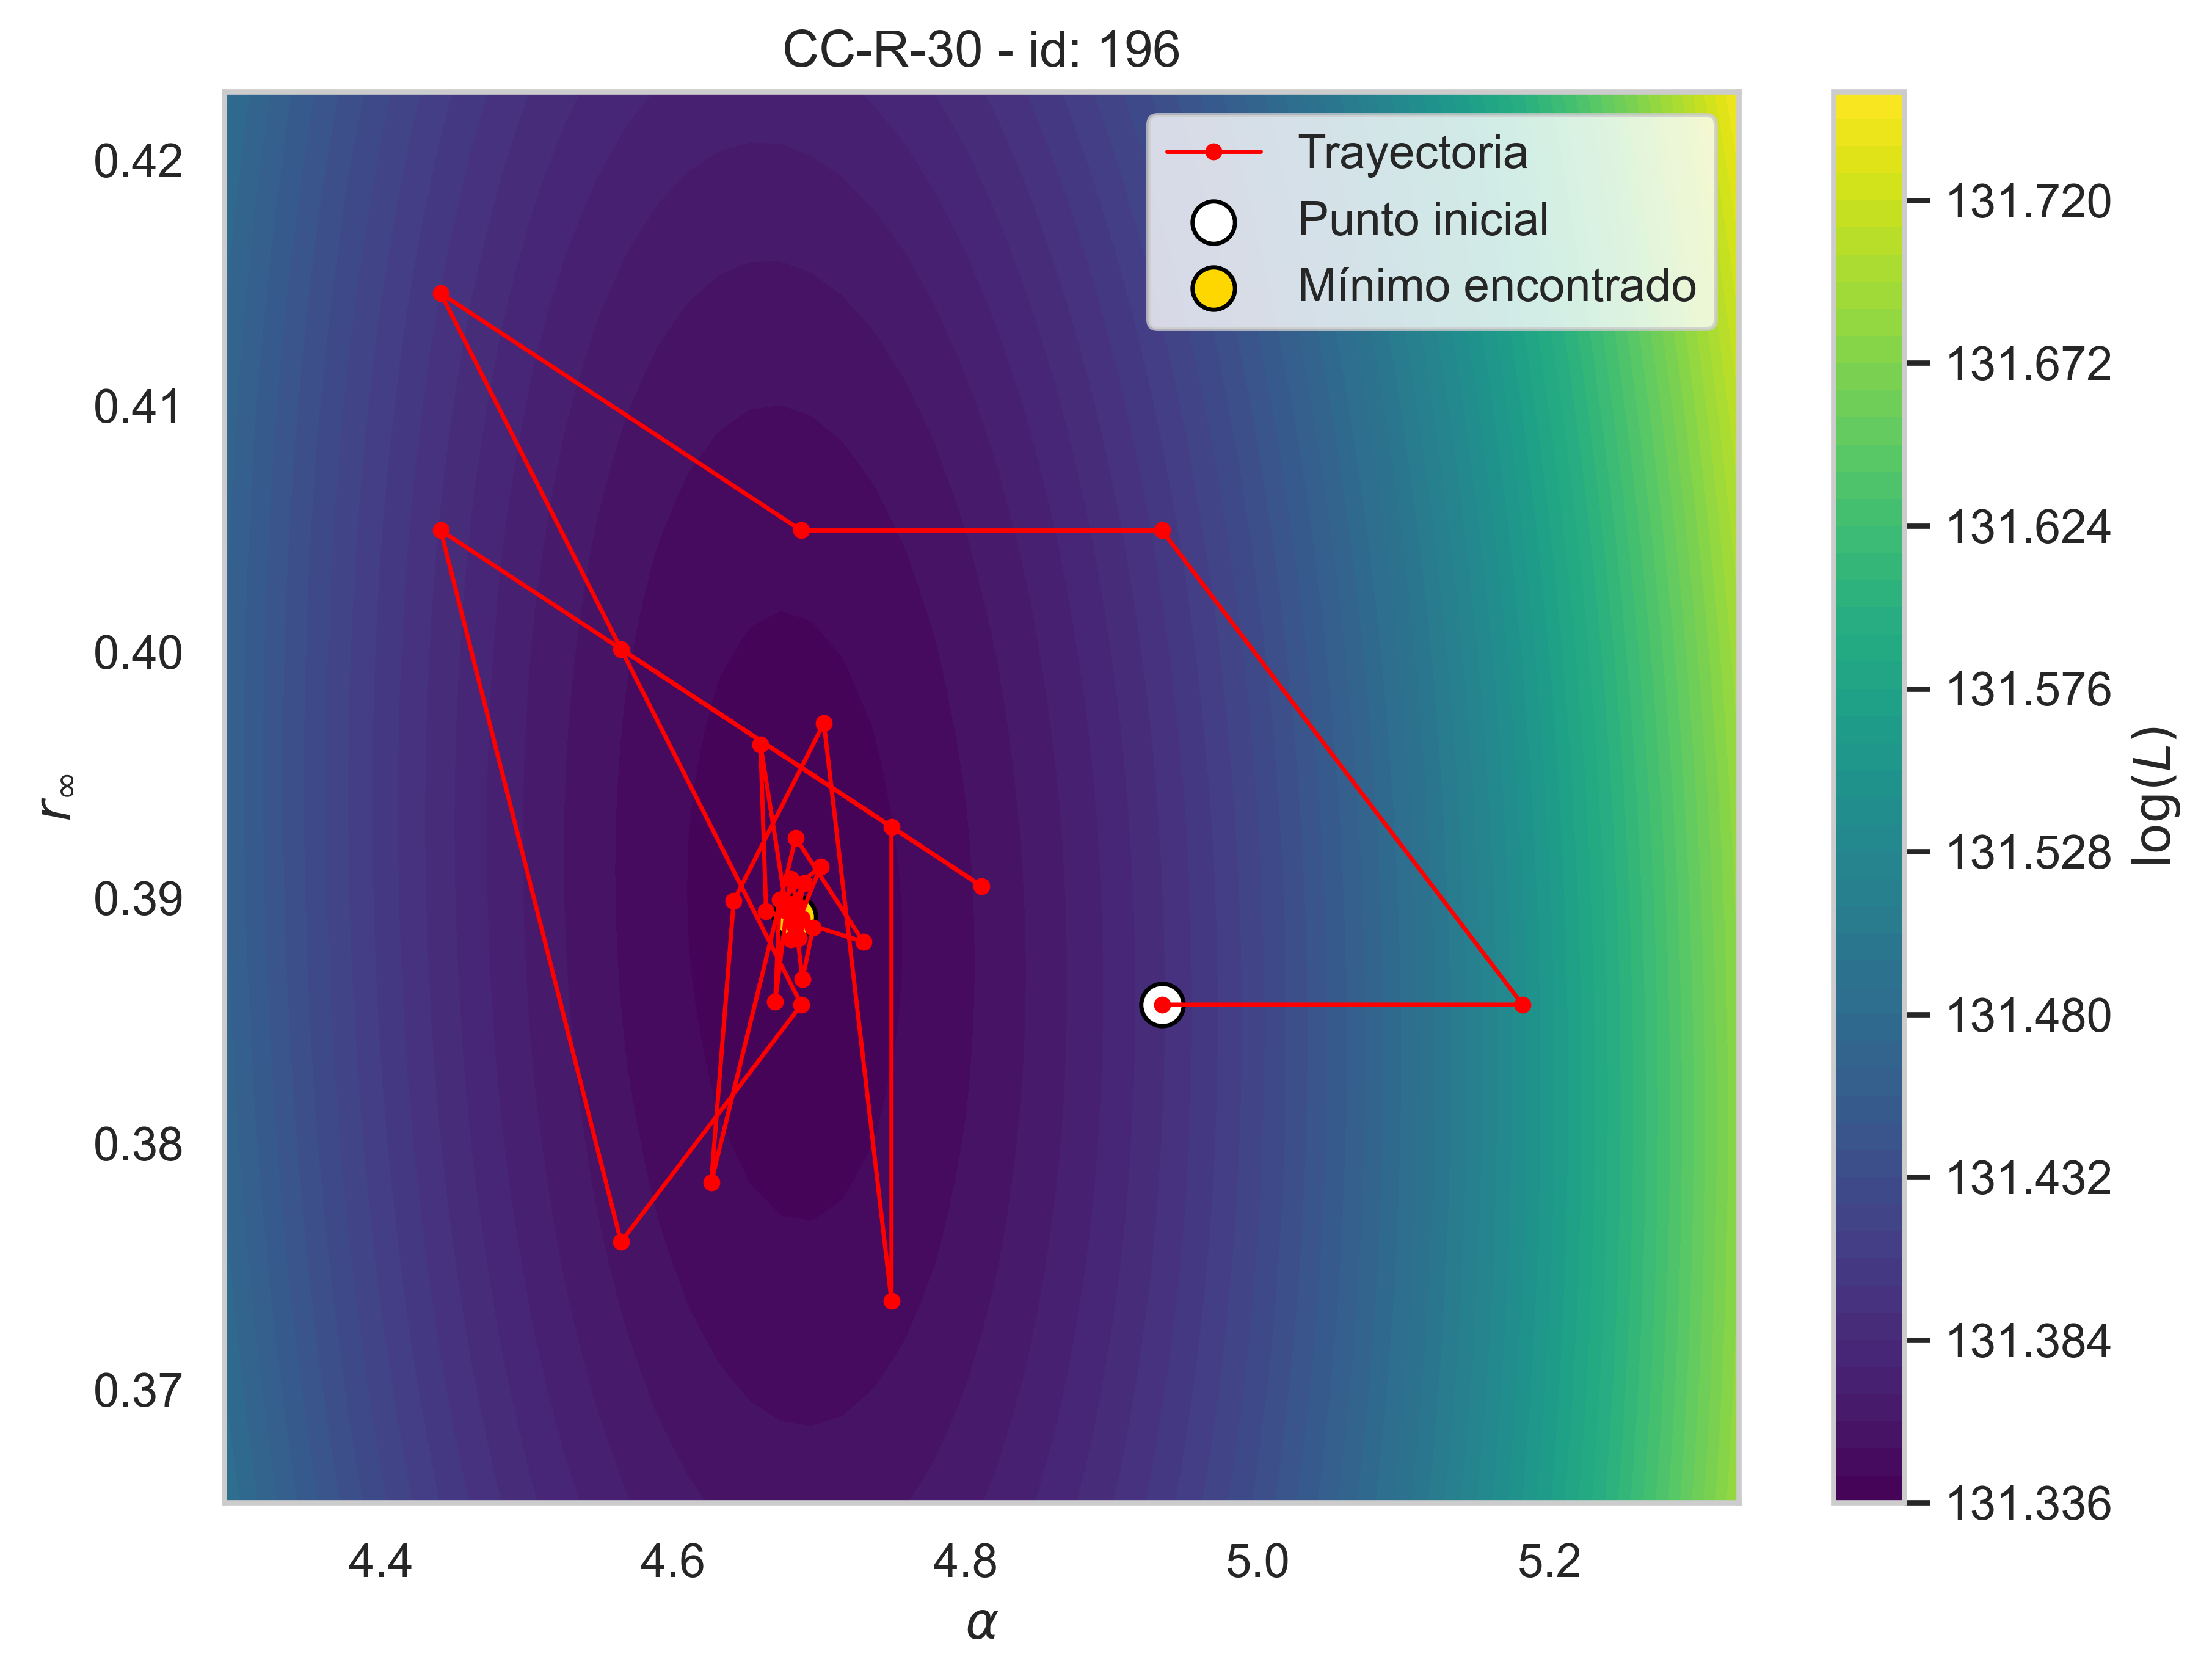 CC-R-30 - id: 196
Trayectoria
Punto inicial
Mínimo encontrado
0.42
0.41
0.40
0.39
0.38
0.37
r∞
4.4 4.6 4.8 5.0 5.2
α
131.720
131.672
131.624
131.576
131.528
131.480
131.432
131.384
131.336
log(L)